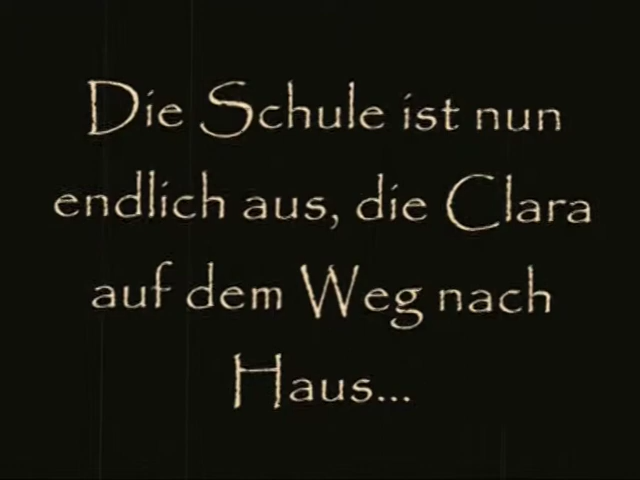 Die Schule ist nun
endlich aus, die Clara
auf dem Weg nach
Haus...